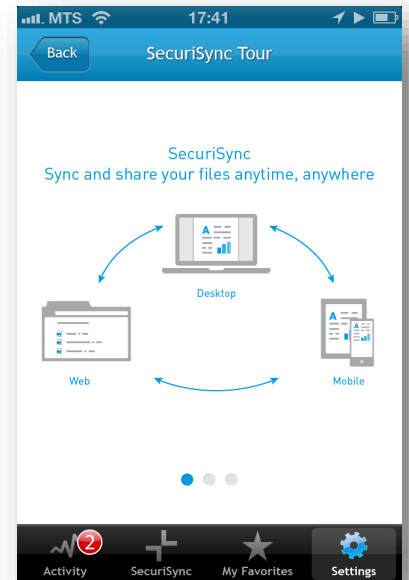 MTS 17:41
Back SecuriSync Tour
SecuriSync
Sync and share your files anytime, anywhere
A
Desktop
A A
Web Mobile
2
Activity SecuriSync My Favorites Settings